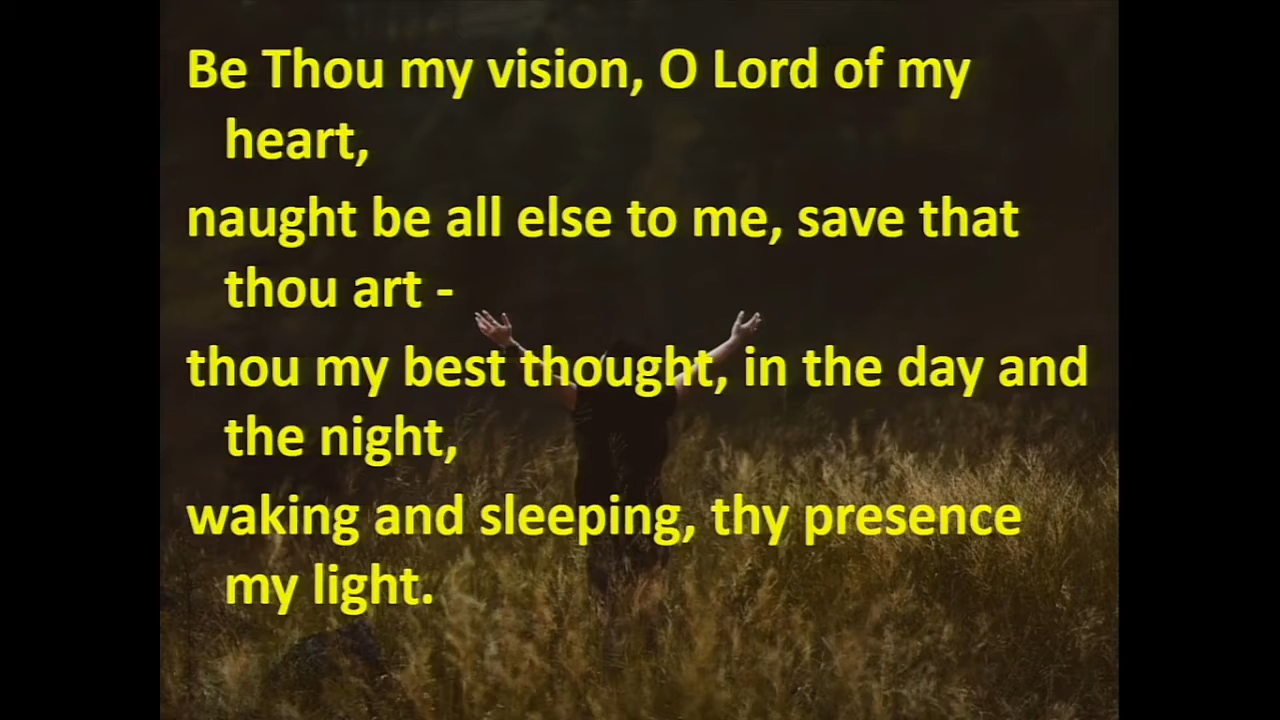 Be Thou my vision, O Lord of my
heart,
naught be all else to me, save that
thou art -
thou my best thought, in the day and
the night,
waking and sleeping, thy presence
my light.